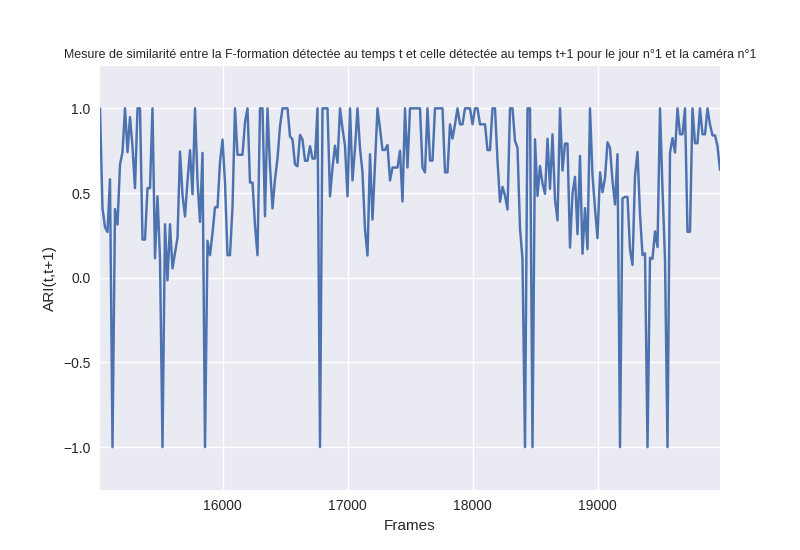 Mesure de similarité entre la F-formation détectée au temps t et celle détectée au temps t+1 pour le jour n°1 et la caméra n°1
1.0
0.5
0.0
−0.5
−1.0
ARI(t,t+1)
16000 17000 18000 19000
Frames